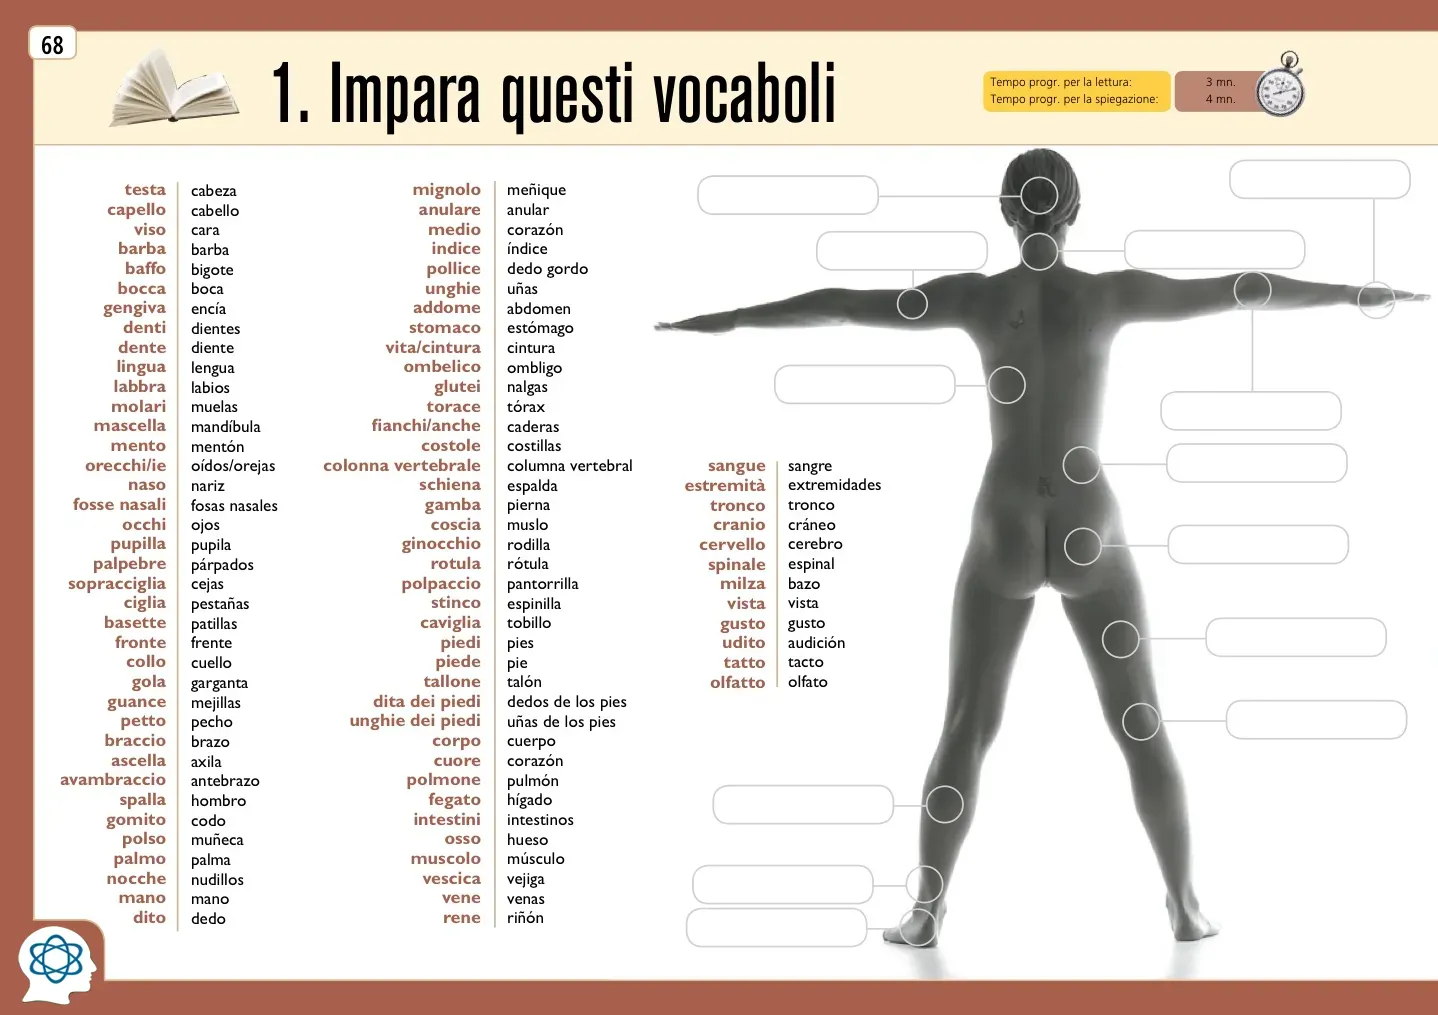 68
1. Impara questi vocaboli
Tempo progr. per la lettura: 3 mn.
Tempo progr. per la spiegazione: 4 mn.
testa cabeza
capello cabello
viso cara
barba barba
baffo bigote
bocca boca
gengiva encía
denti dientes
dente diente
lingua lengua
labbra labios
molari muelas
mascella mandíbula
mento mentón
orecchi/ie oídos/orejas
naso nariz
fosse nasali fosas nasales
occhi ojos
pupilla pupila
palpebre párpados
sopracciglia cejas
ciglia pestañas
basette patillas
fronte frente
collo cuello
gola garganta
guance mejillas
petto pecho
braccio brazo
ascella axila
avambraccio antebrazo
spalla hombro
gomito codo
polso muñeca
palmo palma
nocche nudillos
mano mano
dito dedo
mignolo meñique
anulare anular
medio corazón
indice índice
pollice dedo gordo
unghie uñas
addome abdomen
stomaco estómago
vita/cintura cintura
ombelico ombligo
glutei nalgas
torace tórax
fianchi/anche caderas
costole costillas
colonna vertebrale columna vertebral
schiena espalda
gamba pierna
coscia muslo
ginocchio rodilla
rotula rótula
polpaccio pantorrilla
stinco espinilla
caviglia tobillo
piedi pies
piede pie
tallone talón
dita dei piedi dedos de los pies
unghie dei piedi uñas de los pies
corpo cuerpo
cuore corazón
polmone pulmón
fegato hígado
intestini intestinos
osso hueso
muscolo músculo
vescica vejiga
vene venas
rene riñón
sangue sangre
estremità extremidades
tronco tronco
cranio cráneo
cervello cerebro
spinale espinal
milza bazo
vista vista
gusto gusto
udito audición
tatto tacto
olfatto olfato